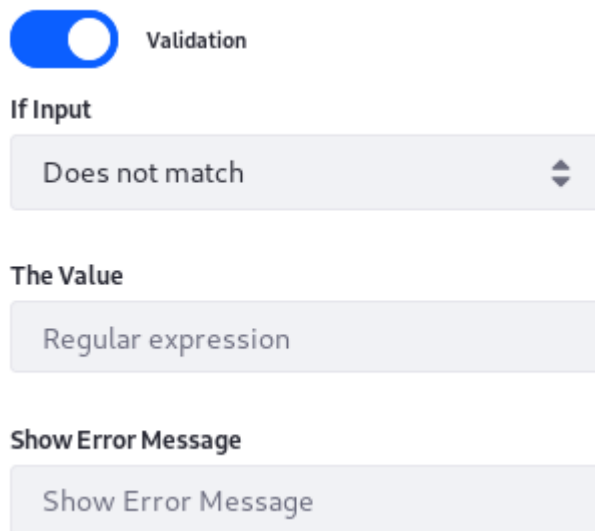 Validation
If Input
Does not match
The Value
Regular expression
Show Error Message
Show Error Message